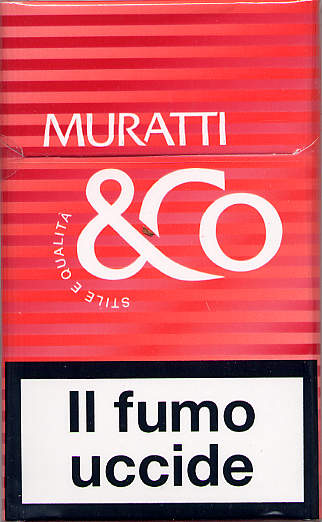 MURATTI
&Co
STILE E QUALITÀ
Il fumo
uccide